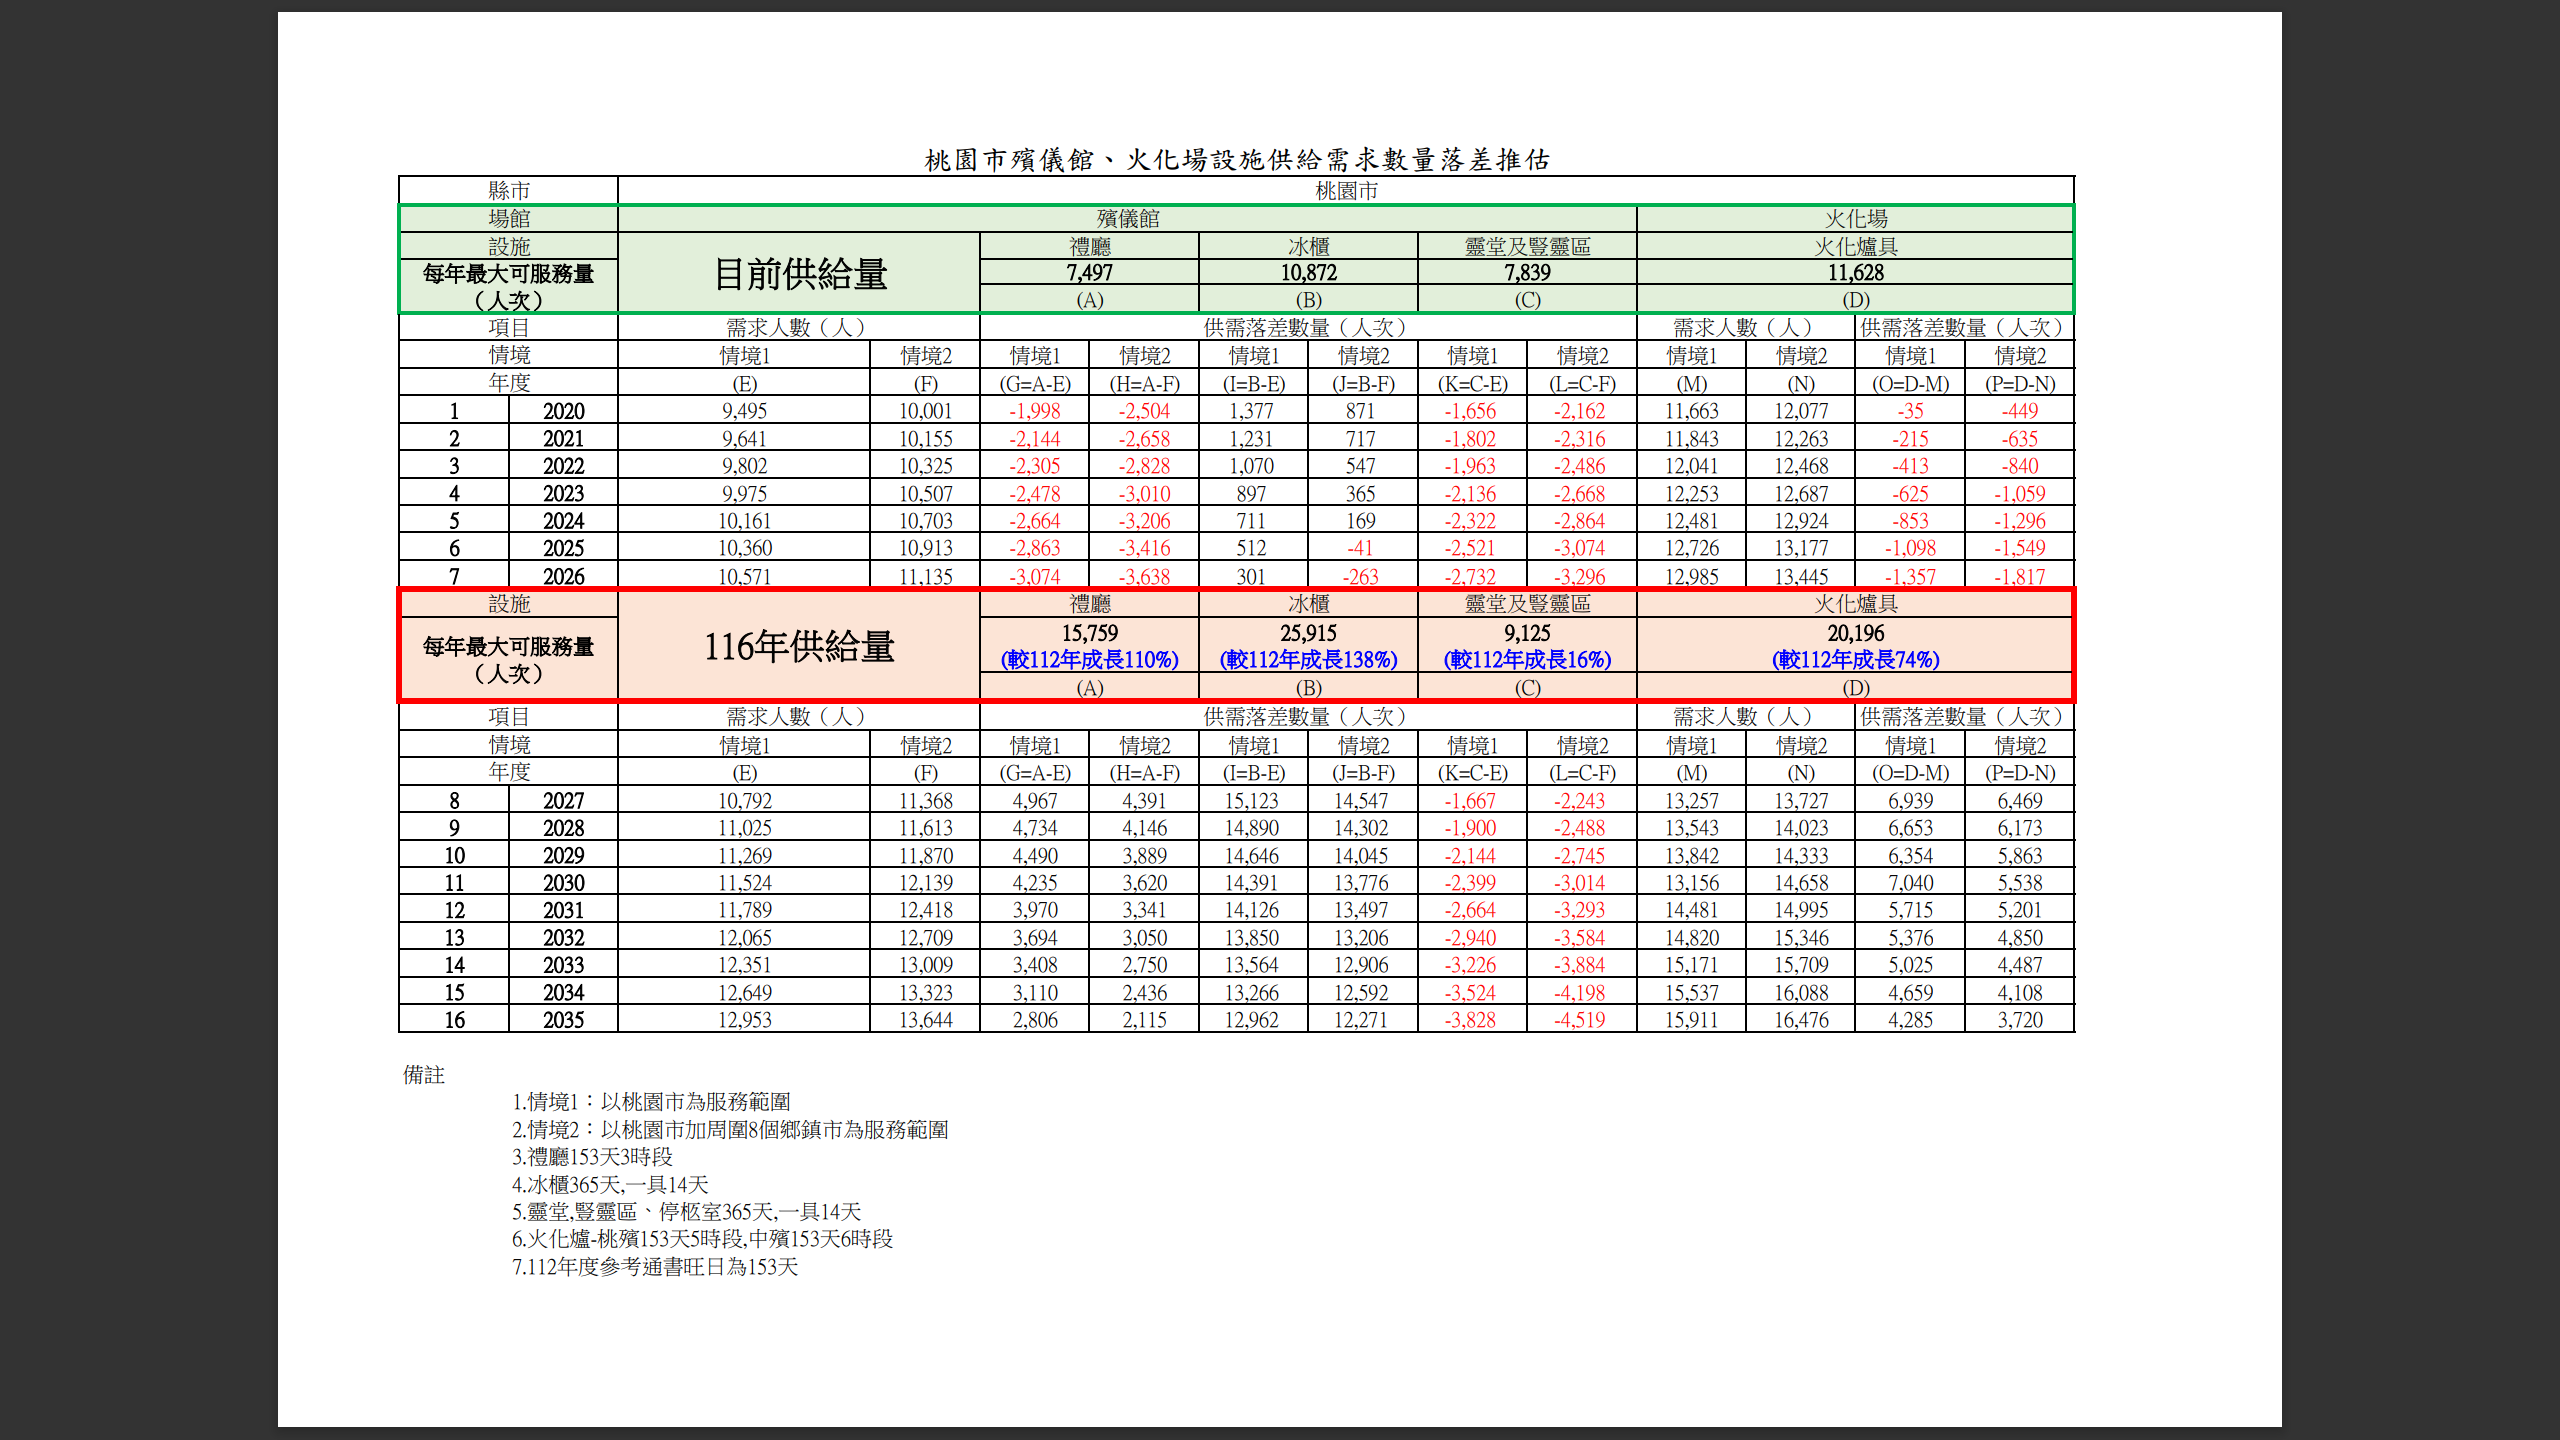 桃園市殯儀館、火化場設施供給需求數量落差推估
縣市 桃園市
場館 殯儀館 火化場
設施 目前供給量 禮廳 冰櫃 靈堂及豎靈區 火化爐具
每年最大可服務量（人次） 7,497 10,872 7,839 11,628
(A) (B) (C) (D)
項目 需求人數（人） 供需落差數量（人次） 需求人數（人） 供需落差數量（人次）
情境 情境1 情境2 情境1 情境2 情境1 情境2 情境1 情境2 情境1 情境2 情境1 情境2
年度 (E) (F) (G=A-E) (H=A-F) (I=B-E) (J=B-F) (K=C-E) (L=C-F) (M) (N) (O=D-M) (P=D-N)
1 2020 9,495 10,001 -1,998 -2,504 1,377 871 -1,656 -2,162 11,663 12,077 -35 -449
2 2021 9,641 10,155 -2,144 -2,658 1,231 717 -1,802 -2,316 11,843 12,263 -215 -635
3 2022 9,802 10,325 -2,305 -2,828 1,070 547 -1,963 -2,486 12,041 12,468 -413 -840
4 2023 9,975 10,507 -2,478 -3,010 897 365 -2,136 -2,668 12,253 12,687 -625 -1,059
5 2024 10,161 10,703 -2,664 -3,206 711 169 -2,322 -2,864 12,481 12,924 -853 -1,296
6 2025 10,360 10,913 -2,863 -3,416 512 -41 -2,521 -3,074 12,726 13,177 -1,098 -1,549
7 2026 10,571 11,135 -3,074 -3,638 301 -263 -2,732 -3,296 12,985 13,445 -1,357 -1,817
設施 116年供給量 禮廳 冰櫃 靈堂及豎靈區 火化爐具
每年最大可服務量（人次） 15,759 25,915 9,125 20,196
(較112年成長110%) (較112年成長138%) (較112年成長16%) (較112年成長74%)
(A) (B) (C) (D)
項目 需求人數（人） 供需落差數量（人次） 需求人數（人） 供需落差數量（人次）
情境 情境1 情境2 情境1 情境2 情境1 情境2 情境1 情境2 情境1 情境2 情境1 情境2
年度 (E) (F) (G=A-E) (H=A-F) (I=B-E) (J=B-F) (K=C-E) (L=C-F) (M) (N) (O=D-M) (P=D-N)
8 2027 10,792 11,368 4,967 4,391 15,123 14,547 -1,667 -2,243 13,257 13,727 6,939 6,469
9 2028 11,025 11,613 4,734 4,146 14,890 14,302 -1,900 -2,488 13,543 14,023 6,653 6,173
10 2029 11,269 11,870 4,490 3,889 14,646 14,045 -2,144 -2,745 13,842 14,333 6,354 5,863
11 2030 11,524 12,139 4,235 3,620 14,391 13,776 -2,399 -3,014 13,156 14,658 7,040 5,538
12 2031 11,789 12,418 3,970 3,341 14,126 13,497 -2,664 -3,293 14,481 14,995 5,715 5,201
13 2032 12,065 12,709 3,694 3,050 13,850 13,206 -2,940 -3,584 14,820 15,346 5,376 4,850
14 2033 12,351 13,009 3,408 2,750 13,564 12,906 -3,226 -3,884 15,171 15,709 5,025 4,487
15 2034 12,649 13,323 3,110 2,436 13,266 12,592 -3,524 -4,198 15,537 16,088 4,659 4,108
16 2035 12,953 13,644 2,806 2,115 12,962 12,271 -3,828 -4,519 15,911 16,476 4,285 3,720
備註
1.情境1：以桃園市為服務範圍
2.情境2：以桃園市加周圍8個鄉鎮市為服務範圍
3.禮廳153天3時段
4.冰櫃365天,一具14天
5.靈堂,豎靈區、停柩室365天,一具14天
6.火化爐-桃殯153天5時段,中殯153天6時段
7.112年度參考通書旺日為153天